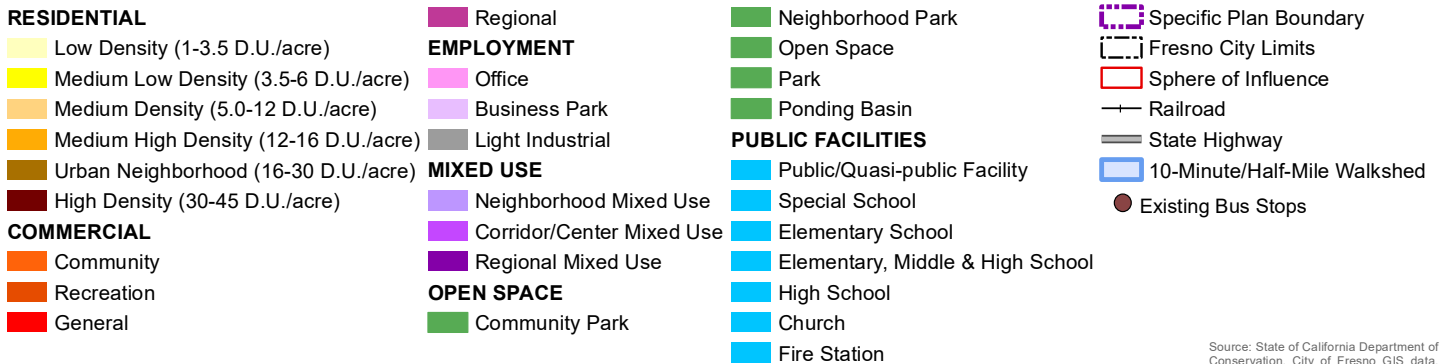 RESIDENTIAL
Low Density (1-3.5 D.U./acre)
Medium Low Density (3.5-6 D.U./acre)
Medium Density (5.0-12 D.U./acre)
Medium High Density (12-16 D.U./acre)
Urban Neighborhood (16-30 D.U./acre)
High Density (30-45 D.U./acre)
COMMERCIAL
Community
Recreation
General
Regional
EMPLOYMENT
Office
Business Park
Light Industrial
MIXED USE
Neighborhood Mixed Use
Corridor/Center Mixed Use
Regional Mixed Use
OPEN SPACE
Community Park
Neighborhood Park
Open Space
Park
Ponding Basin
PUBLIC FACILITIES
Public/Quasi-public Facility
Special School
Elementary School
Elementary, Middle & High School
High School
Church
Fire Station
Specific Plan Boundary
Fresno City Limits
Sphere of Influence
Railroad
State Highway
10-Minute/Half-Mile Walkshed
Existing Bus Stops
Source: State of California Department of
Conservation, City of Fresno GIS data,